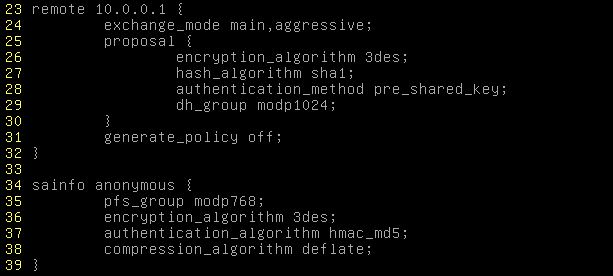 23 remote 10.0.0.1 {
24         exchange_mode main,aggressive;
25         proposal {
26                 encryption_algorithm 3des;
27                 hash_algorithm sha1;
28                 authentication_method pre_shared_key;
29                 dh_group modp1024;
30         }
31         generate_policy off;
32 }
33
34 sainfo anonymous {
35         pfs_group modp768;
36         encryption_algorithm 3des;
37         authentication_algorithm hmac_md5;
38         compression_algorithm deflate;
39 }